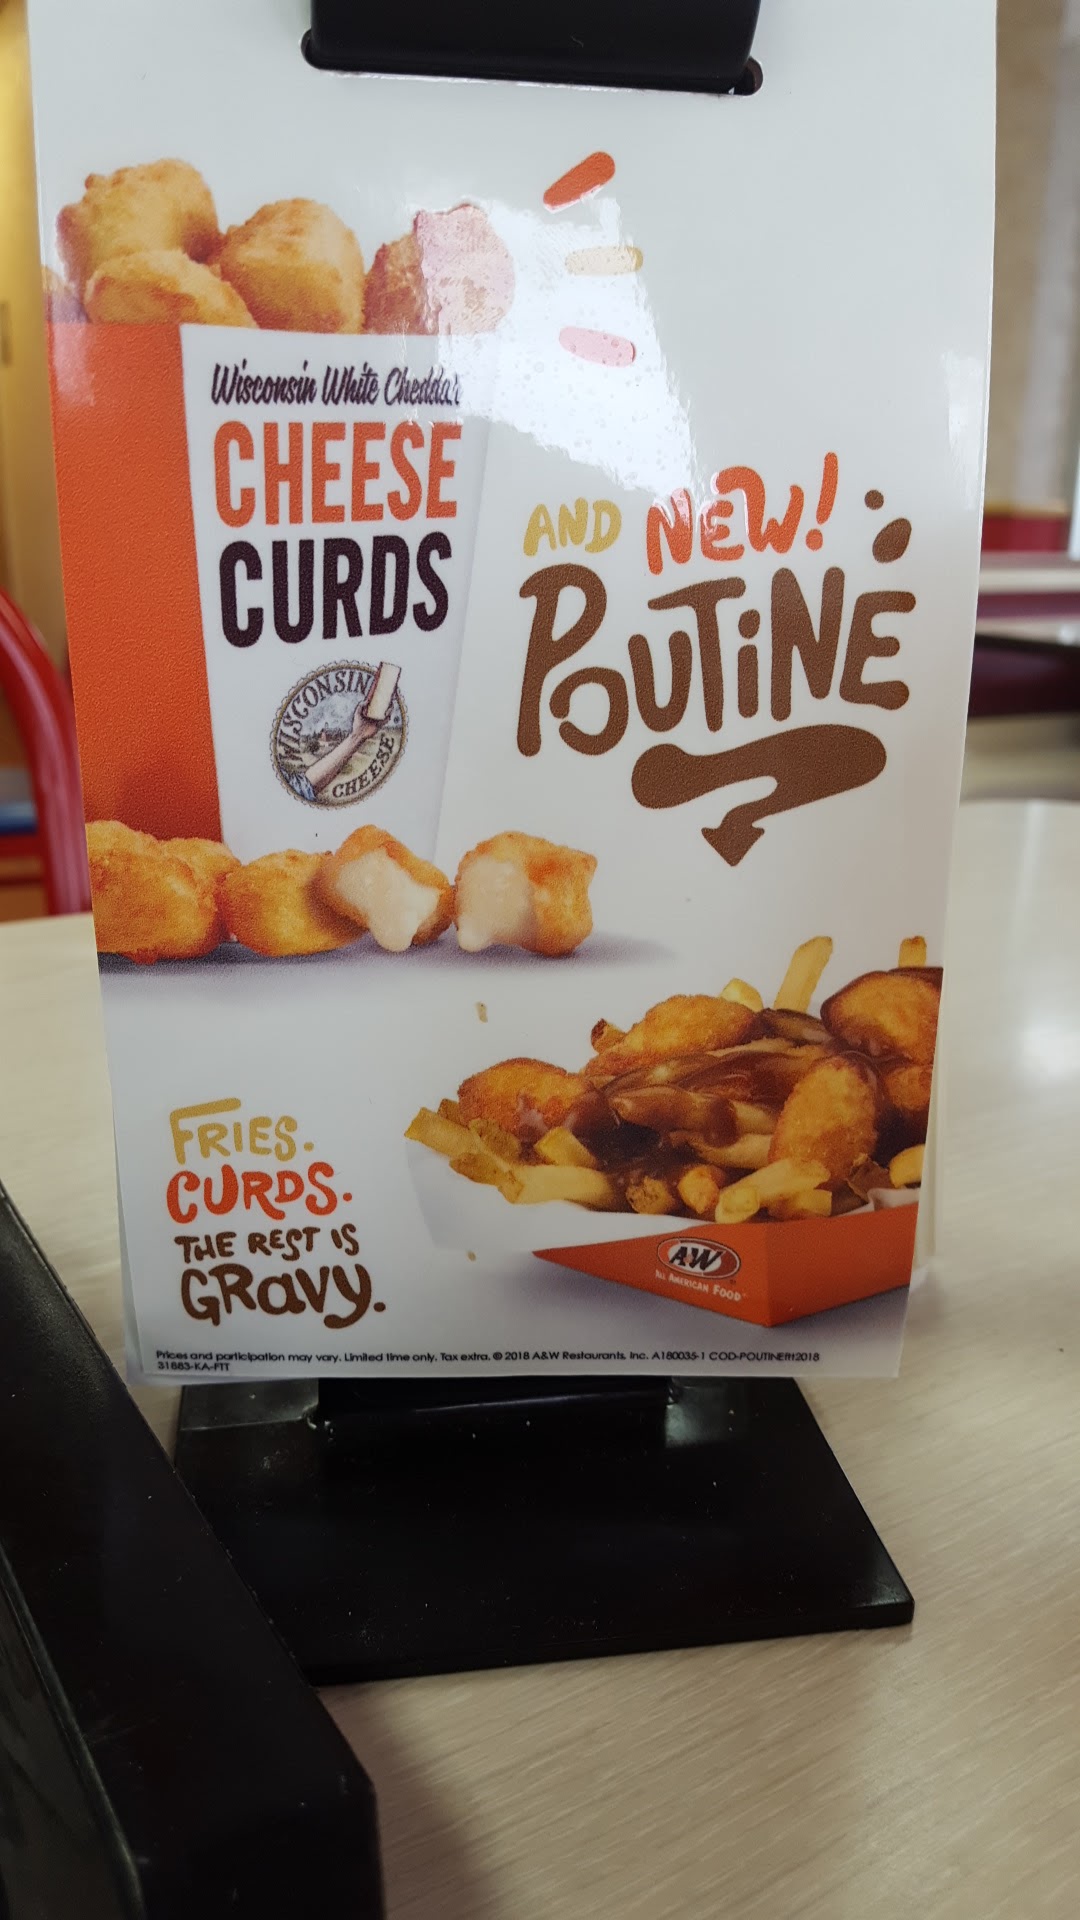 Wisconsin White Cheddar
CHEESE
CURDS
WISCONSIN
CHEESE
AND NEW!
POUTINE
FRIES.
CURDS.
THE REST IS
GRavy.
A&W
ALL AMERICAN FOOD
Prices and participation may vary. Limited time only. Tax extra. © 2018 A&W Restaurants, Inc. A180035-1 COD-POUTINEftt2018
31883-KA-FTT